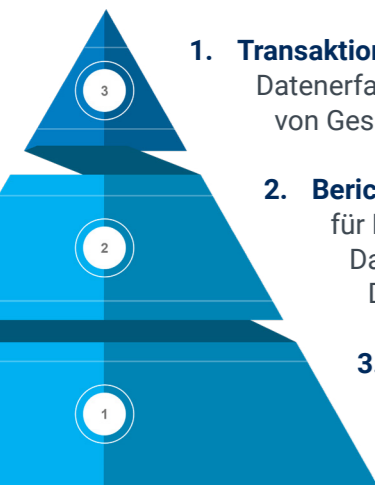 1. Transaktion
Datenerfa
von Ges
2. Beric
für
Da
3.
3
2
1